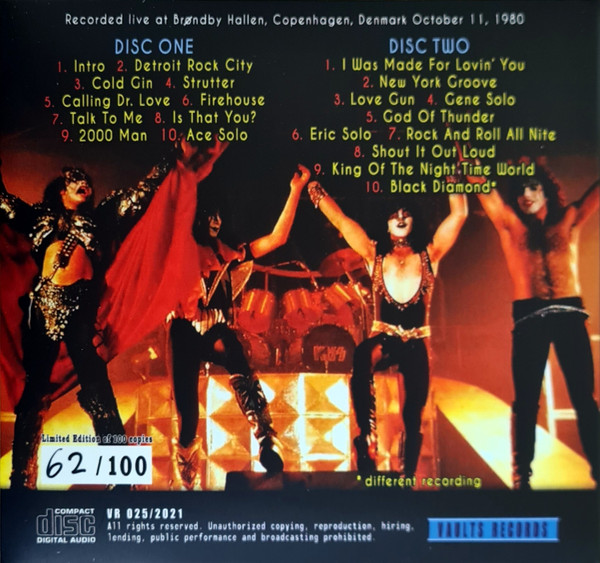 Recorded live at Brøndby Hallen, Copenhagen, Denmark October 11, 1980
DISC ONE
1. Intro 2. Detroit Rock City
3. Cold Gin 4. Strutter
5. Calling Dr. Love 6. Firehouse
7. Talk To Me 8. Is That You?
9. 2000 Man 10. Ace Solo
DISC TWO
1. I Was Made For Lovin' You
2. New York Groove
3. Love Gun 4. Gene Solo
5. God Of Thunder
6. Eric Solo 7. Rock And Roll All Nite
8. Shout It Out Loud
9. King Of The Night Time World
10. Black Diamond*
KISS
Limited Edition of 100 copies
62/100
* different recording
COMPACT
disc
DIGITAL AUDIO
VR 025/2021
All rights reserved. Unauthorized copying, reproduction, hiring,
lending, public performance and broadcasting prohibited.
VAULTS RECORDS